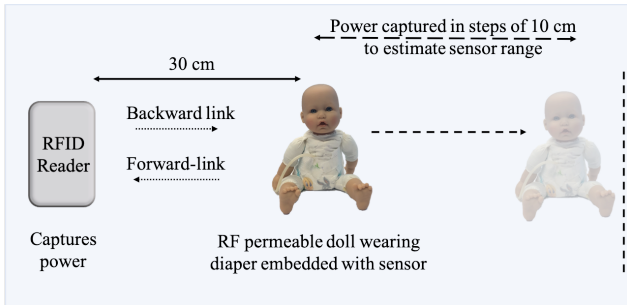 Power captured in steps of 10 cm
to estimate sensor range
30 cm
Backward link
RFID
Reader
Forward-link
Captures
power
RF permeable doll wearing
diaper embedded with sensor